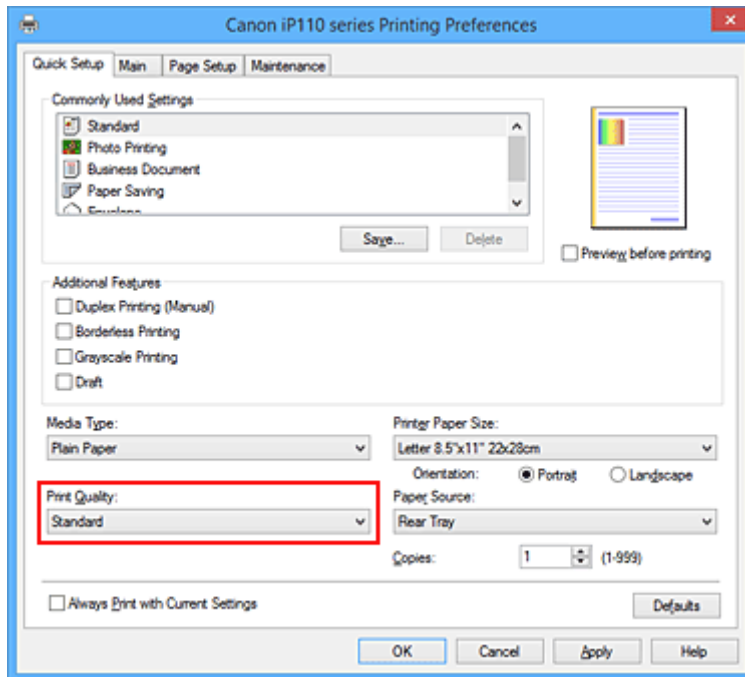 Canon iP110 series Printing Preferences
Quick Setup Main Page Setup Maintenance
Commonly Used Settings
Standard
Photo Printing
Business Document
Paper Saving
Envelope
Save... Delete
Preview before printing
Additional Features
Duplex Printing (Manual)
Borderless Printing
Grayscale Printing
Draft
Media Type: Printer Paper Size:
Plain Paper Letter 8.5"x11" 22x28cm
Orientation: Portrait Landscape
Print Quality: Paper Source:
Standard Rear Tray
Copies: 1 (1-999)
Always Print with Current Settings Defaults
OK Cancel Apply Help